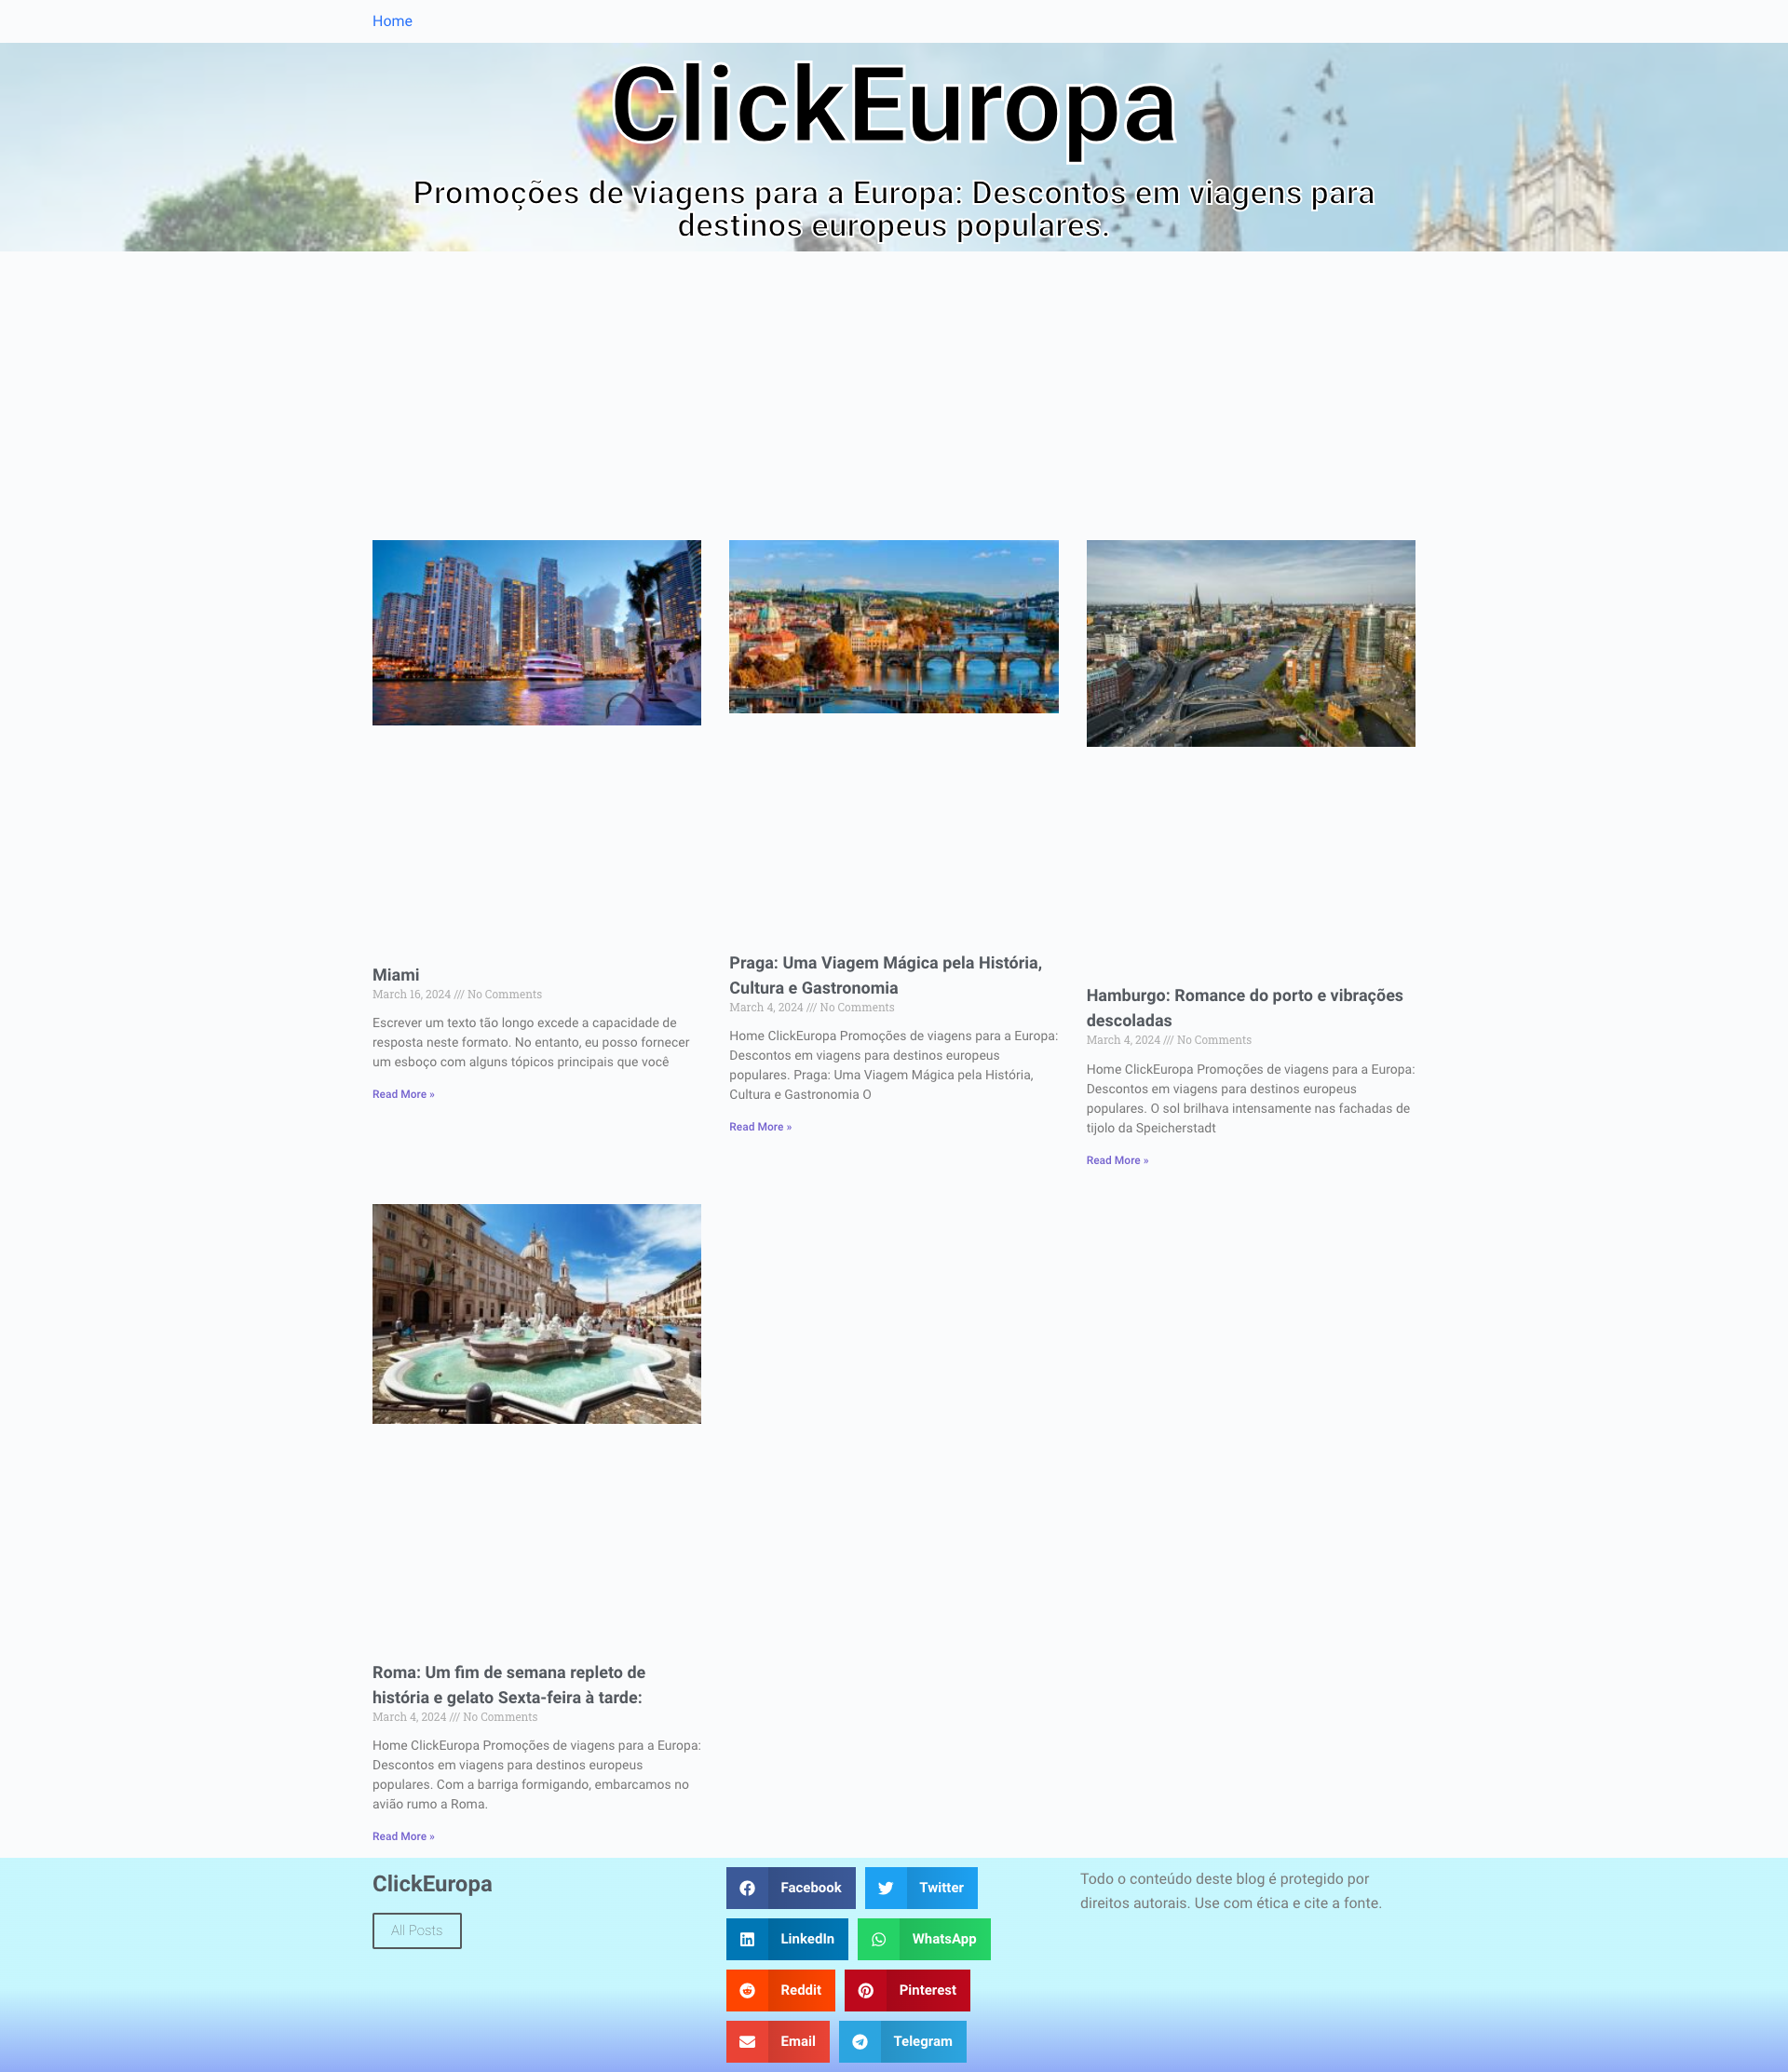 Home
ClickEuropa
Promoções de viagens para a Europa: Descontos em viagens para
destinos europeus populares.
Miami
March 16, 2024 /// No Comments
Escrever um texto tão longo excede a capacidade de
resposta neste formato. No entanto, eu posso fornecer
um esboço com alguns tópicos principais que você
Read More »
Praga: Uma Viagem Mágica pela História,
Cultura e Gastronomia
March 4, 2024 /// No Comments
Home ClickEuropa Promoções de viagens para a Europa:
Descontos em viagens para destinos europeus
populares. Praga: Uma Viagem Mágica pela História,
Cultura e Gastronomia O
Read More »
Hamburgo: Romance do porto e vibrações
descoladas
March 4, 2024 /// No Comments
Home ClickEuropa Promoções de viagens para a Europa:
Descontos em viagens para destinos europeus
populares. O sol brilhava intensamente nas fachadas de
tijolo da Speicherstadt
Read More »
Roma: Um fim de semana repleto de
história e gelato Sexta-feira à tarde:
March 4, 2024 /// No Comments
Home ClickEuropa Promoções de viagens para a Europa:
Descontos em viagens para destinos europeus
populares. Com a barriga formigando, embarcamos no
avião rumo a Roma.
Read More »
ClickEuropa
All Posts
Facebook
Twitter
LinkedIn
WhatsApp
Reddit
Pinterest
Email
Telegram
Todo o conteúdo deste blog é protegido por
direitos autorais. Use com ética e cite a fonte.